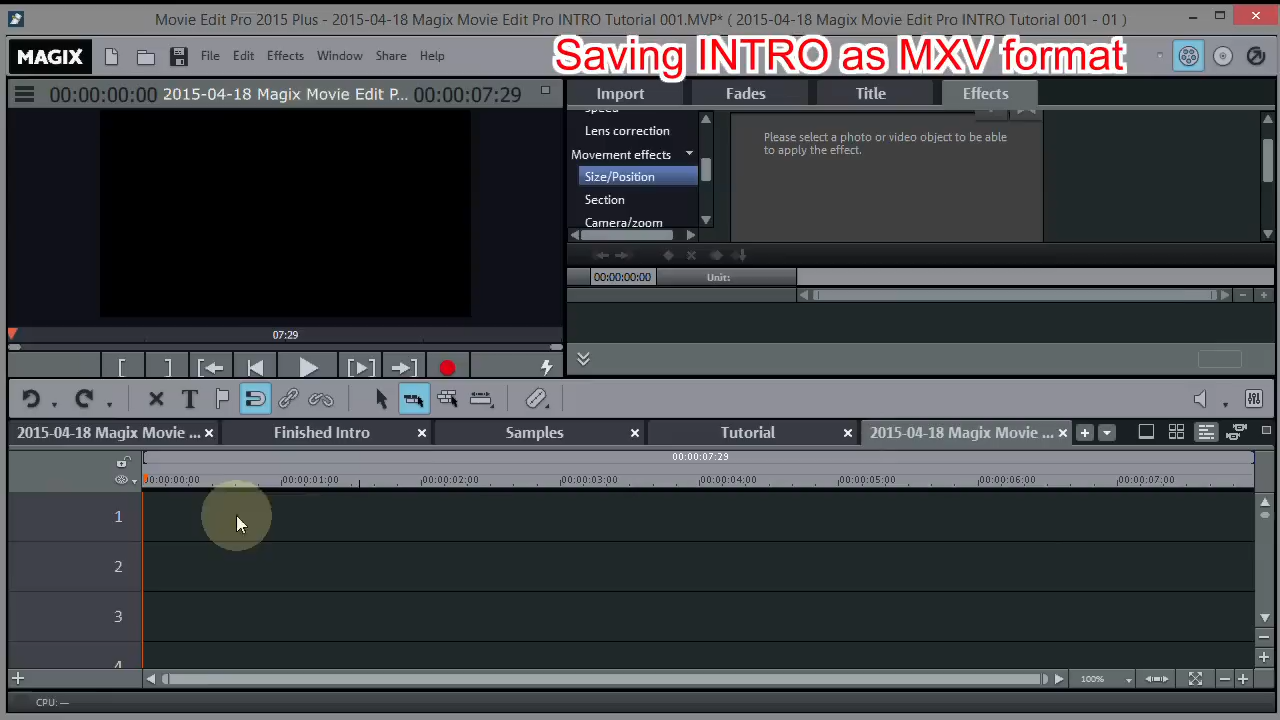 Movie Edit Pro 2015 Plus - 2015-04-18 Magix Movie Edit Pro INTRO Tutorial 001.MVP* ( 2015-04-18 Magix Movie Edit Pro INTRO Tutorial 001 - 01 )
MAGIX File Edit Effects Window Share Help
Saving INTRO as MXV format
00:00:00:00 2015-04-18 Magix Movie Edit P... 00:00:07:29
Import Fades Title Effects
Speed
Lens correction
Movement effects
Size/Position
Section
Camera/zoom
Please select a photo or video object to be able
to apply the effect.
00:00:00:00 Unit:
07:29
2015-04-18 Magix Movie ... Finished Intro Samples Tutorial 2015-04-18 Magix Movie ...
00:00:07:29
00:00:00:00 00:00:01:00 00:00:02:00 00:00:03:00 00:00:04:00 00:00:05:00 00:00:06:00 00:00:07:00
1
2
3
4
100%
CPU: —